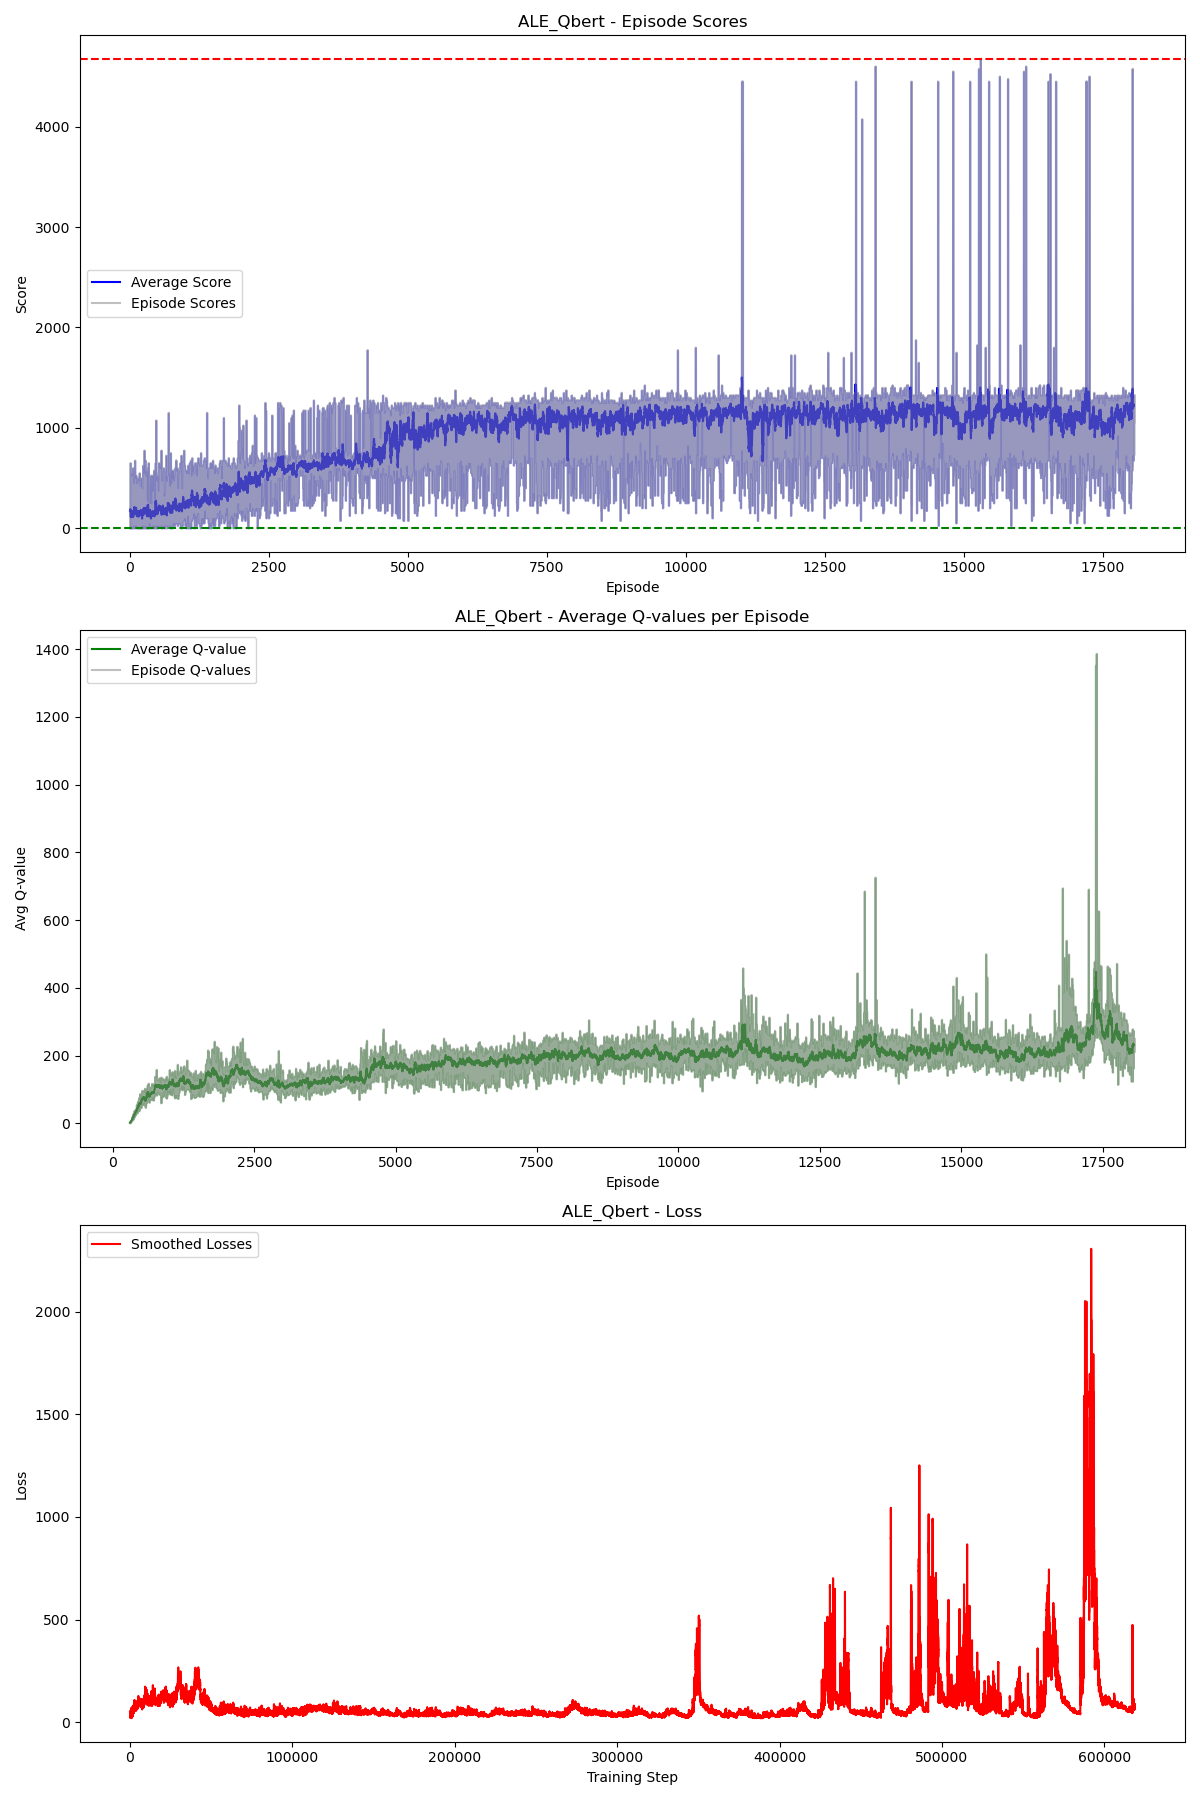 ALE_Qbert - Episode Scores
Score
4000
3000
2000
1000
0
Average Score
Episode Scores
0 2500 5000 7500 10000 12500 15000 17500
Episode
ALE_Qbert - Average Q-values per Episode
Avg Q-value
1400
1200
1000
800
600
400
200
0
Average Q-value
Episode Q-values
0 2500 5000 7500 10000 12500 15000 17500
Episode
ALE_Qbert - Loss
Loss
2000
1500
1000
500
0
Smoothed Losses
0 100000 200000 300000 400000 500000 600000
Training Step